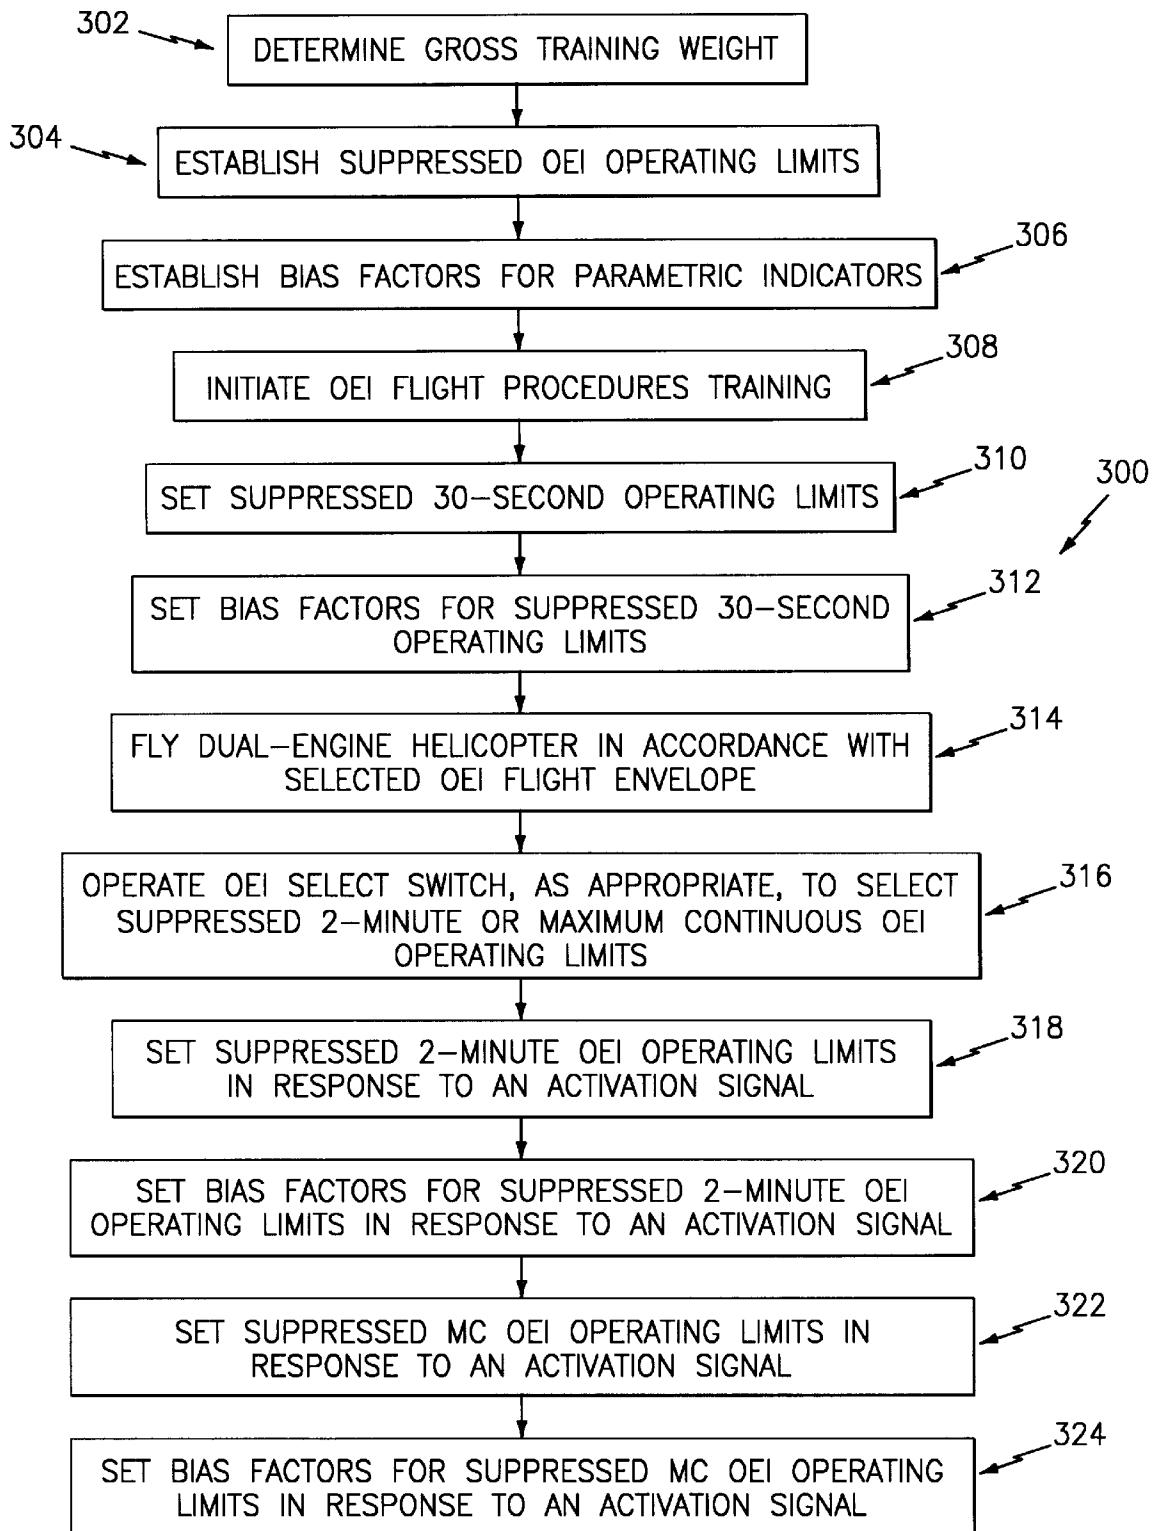 302
DETERMINE GROSS TRAINING WEIGHT
304
ESTABLISH SUPPRESSED OEI OPERATING LIMITS
306
ESTABLISH BIAS FACTORS FOR PARAMETRIC INDICATORS
308
INITIATE OEI FLIGHT PROCEDURES TRAINING
310
SET SUPPRESSED 30-SECOND OPERATING LIMITS
300
312
SET BIAS FACTORS FOR SUPPRESSED 30-SECOND
OPERATING LIMITS
314
FLY DUAL-ENGINE HELICOPTER IN ACCORDANCE WITH
SELECTED OEI FLIGHT ENVELOPE
316
OPERATE OEI SELECT SWITCH, AS APPROPRIATE, TO SELECT
SUPPRESSED 2-MINUTE OR MAXIMUM CONTINUOUS OEI
OPERATING LIMITS
318
SET SUPPRESSED 2-MINUTE OEI OPERATING LIMITS
IN RESPONSE TO AN ACTIVATION SIGNAL
320
SET BIAS FACTORS FOR SUPPRESSED 2-MINUTE OEI
OPERATING LIMITS IN RESPONSE TO AN ACTIVATION SIGNAL
322
SET SUPPRESSED MC OEI OPERATING LIMITS IN
RESPONSE TO AN ACTIVATION SIGNAL
324
SET BIAS FACTORS FOR SUPPRESSED MC OEI OPERATING
LIMITS IN RESPONSE TO AN ACTIVATION SIGNAL